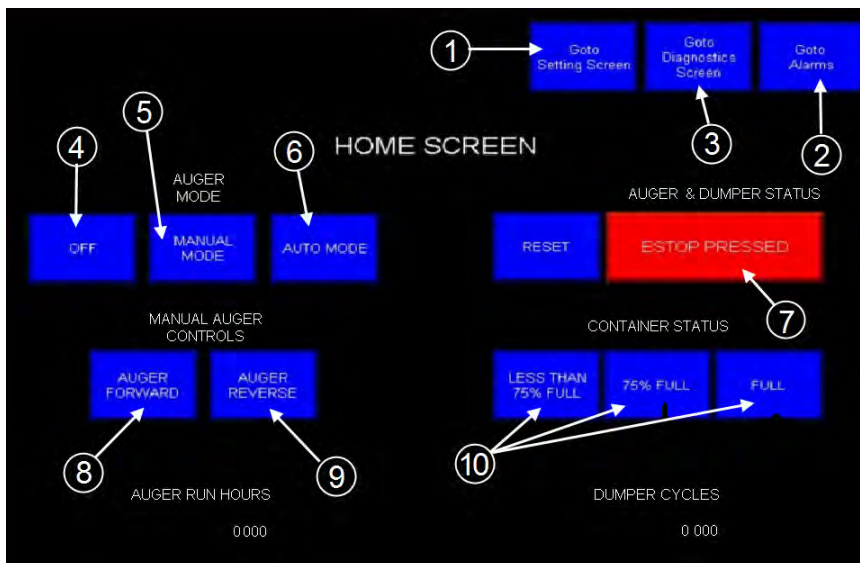 1
Goto
Setting Screen
Goto
Diagnostics
Screen
Goto
Alarms
3
2
4
5
6
HOME SCREEN
AUGER
MODE
AUGER & DUMPER STATUS
OFF
MANUAL
MODE
AUTO MODE
RESET
ESTOP PRESSED
7
MANUAL AUGER
CONTROLS
CONTAINER STATUS
AUGER
FORWARD
AUGER
REVERSE
LESS THAN
75% FULL
75% FULL
FULL
8
9
10
AUGER RUN HOURS
DUMPER CYCLES
0 000
0 000